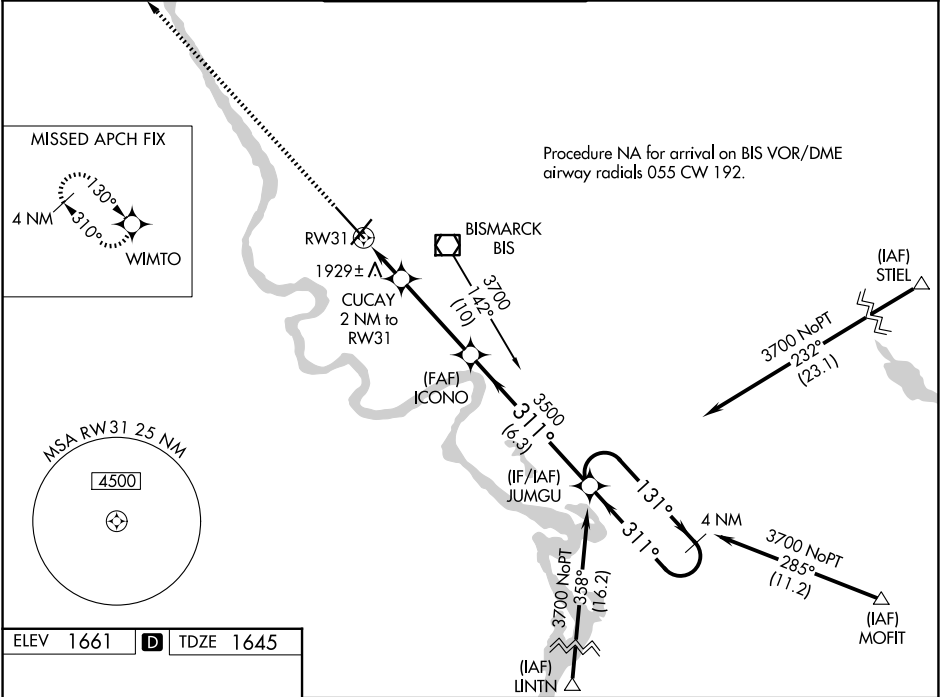 MISSED APCH FIX
130°
4 NM
310°
WIMTO
Procedure NA for arrival on BIS VOR/DME
airway radials 055 CW 192.
RW31
BISMARCK
BIS
1929±
CUCAY
2 NM to
RW31
3700
142°
(10)
(IAF)
STIEL
3700 NoPT
232°
(23.1)
(FAF)
ICONO
3500
311°
(6.3)
MSA RW31 25 NM
4500
(IF/IAF)
JUMGU
131°
311°
4 NM
3700 NoPT
285°
(11.2)
(IAF)
MOFIT
3700 NoPT
358°
(16.2)
(IAF)
LINTN
ELEV 1661 D TDZE 1645